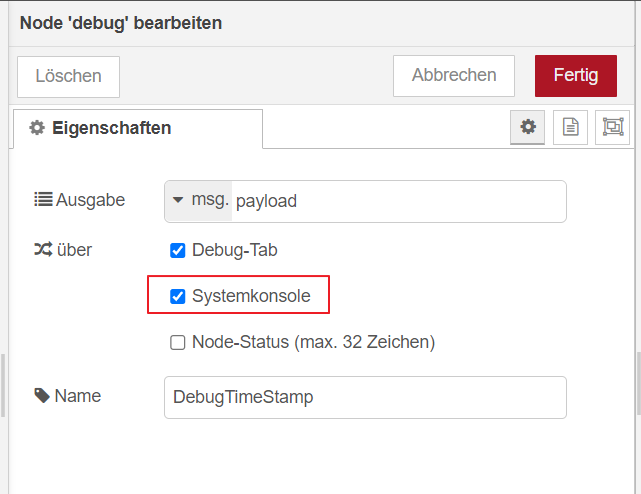 Node 'debug' bearbeiten
Löschen
Abbrechen
Fertig
Eigenschaften
Ausgabe
msg. payload
über
Debug-Tab
Systemkonsole
Node-Status (max. 32 Zeichen)
Name
DebugTimeStamp